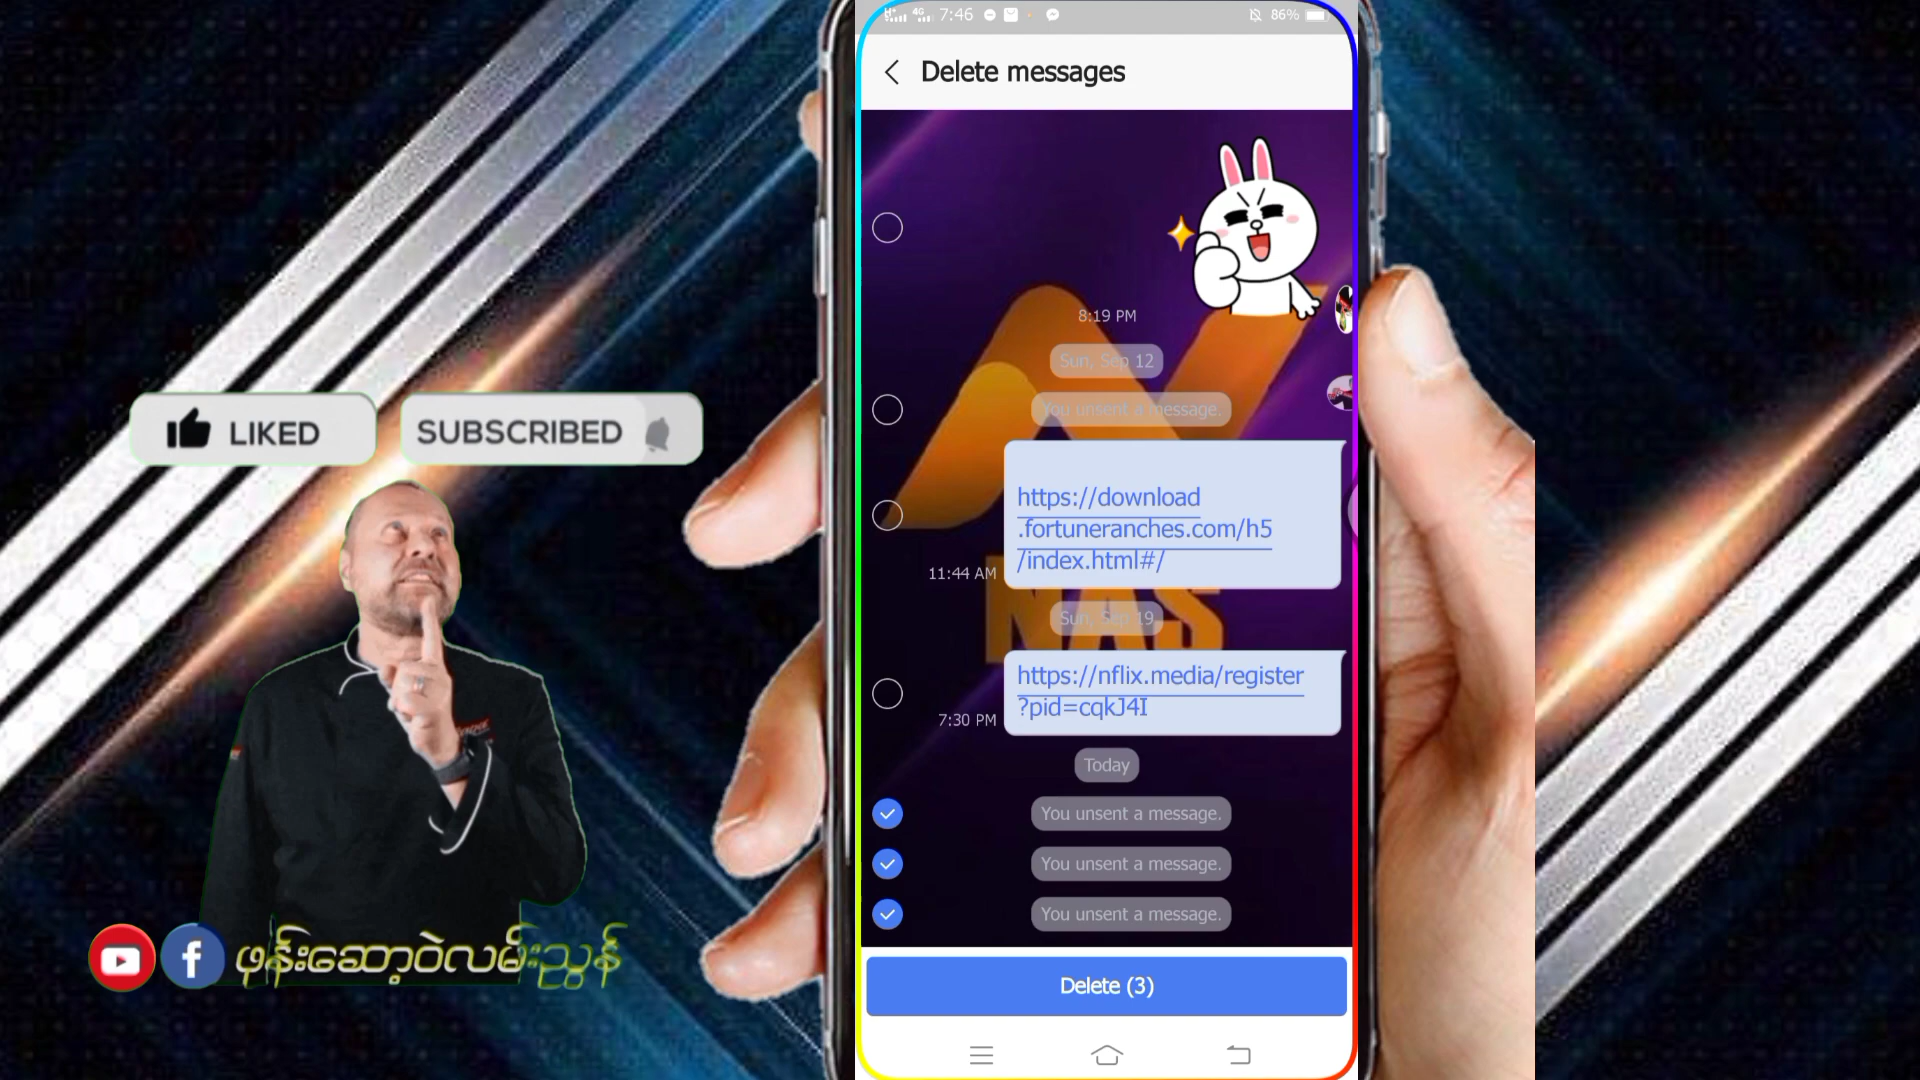 7:46
86%
Delete messages
8:19 PM
Sun, Sep 12
You unsent a message.
https://download
.fortuneranches.com/h5
/index.html#/
11:44 AM
NAS
Sun, Sep 19
https://nflix.media/register
?pid=cqkJ4I
7:30 PM
Today
You unsent a message.
You unsent a message.
You unsent a message.
Delete (3)
LIKED
SUBSCRIBED
ဖုန်းဆော့ဝဲလမ်းညွှန်